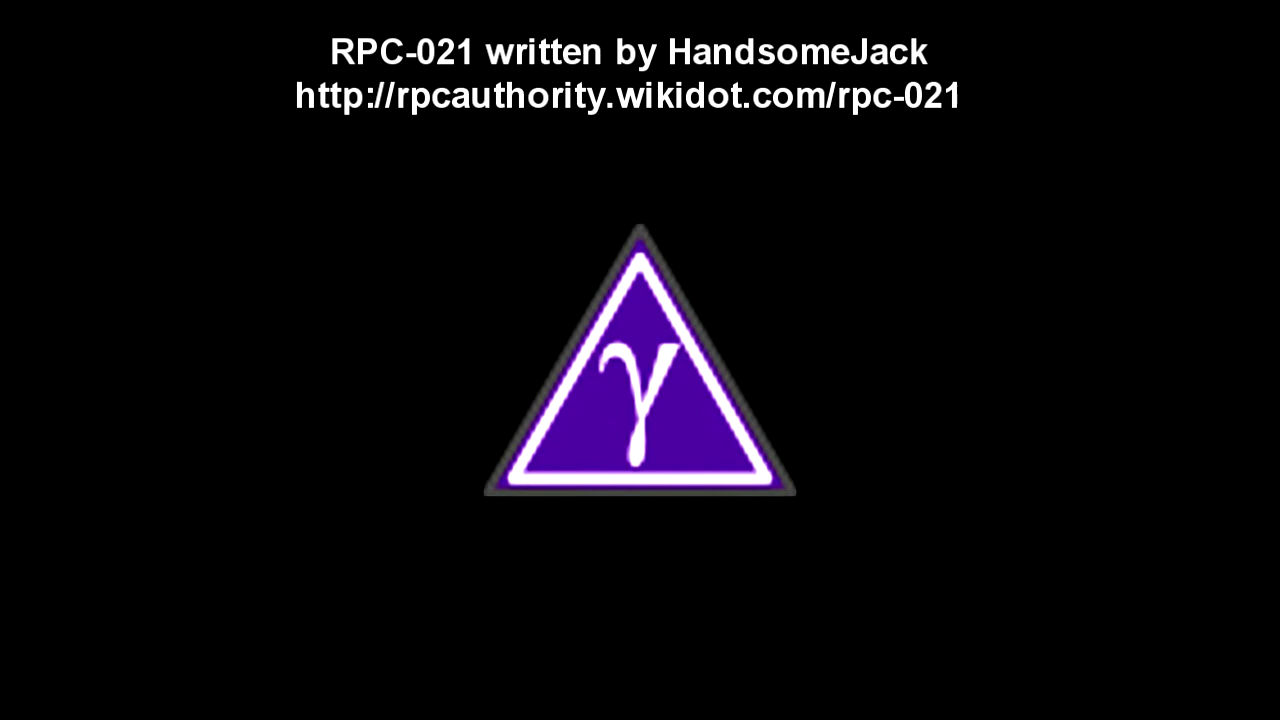 RPC-021 written by HandsomeJack
http://rpcauthority.wikidot.com/rpc-021
γ